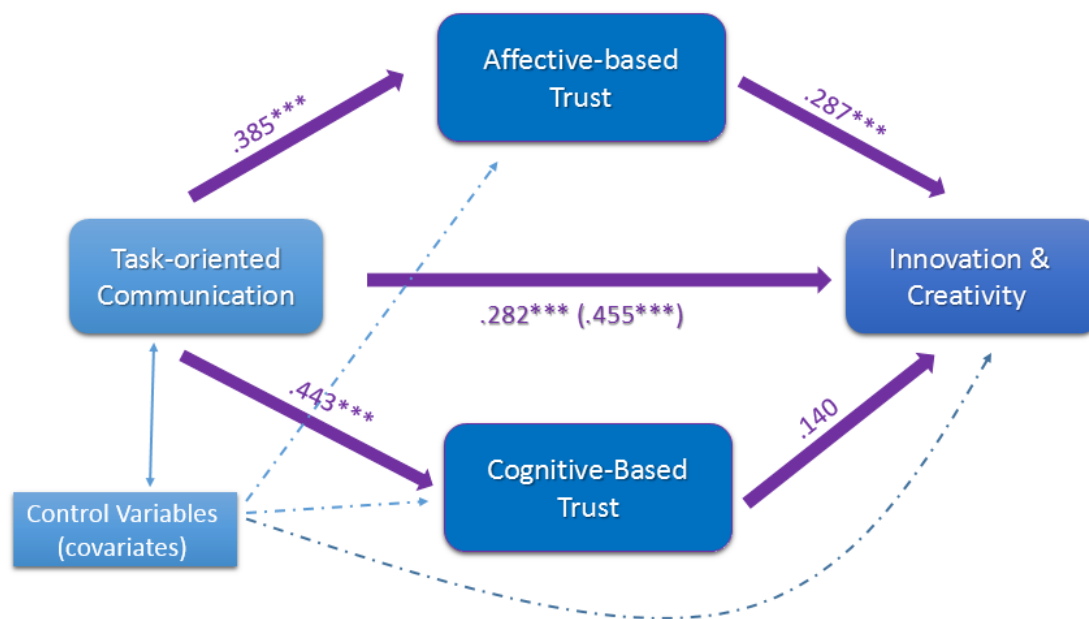 Affective-based
Trust
.385***
.287***
Task-oriented
Communication
Innovation &
Creativity
.282*** (.455***)
.443***
.140
Cognitive-Based
Trust
Control Variables
(covariates)